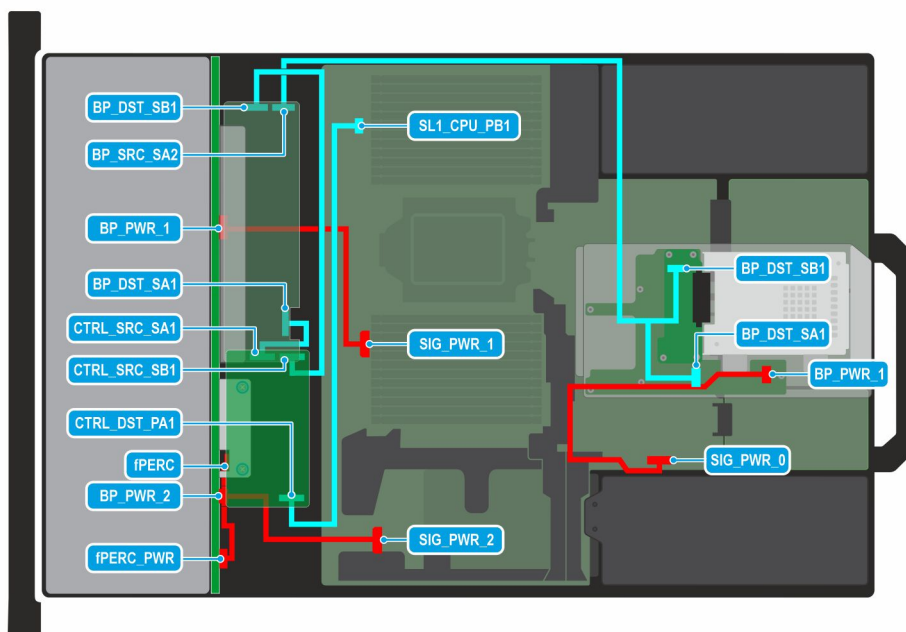 BP_DST_SB1
BP_SRC_SA2
BP_PWR_1
BP_DST_SA1
CTRL_SRC_SA1
CTRL_SRC_SB1
CTRL_DST_PA1
fPERC
BP_PWR_2
fPERC_PWR
SL1_CPU_PB1
SIG_PWR_1
SIG_PWR_2
BP_DST_SB1
BP_DST_SA1
BP_PWR_1
SIG_PWR_0